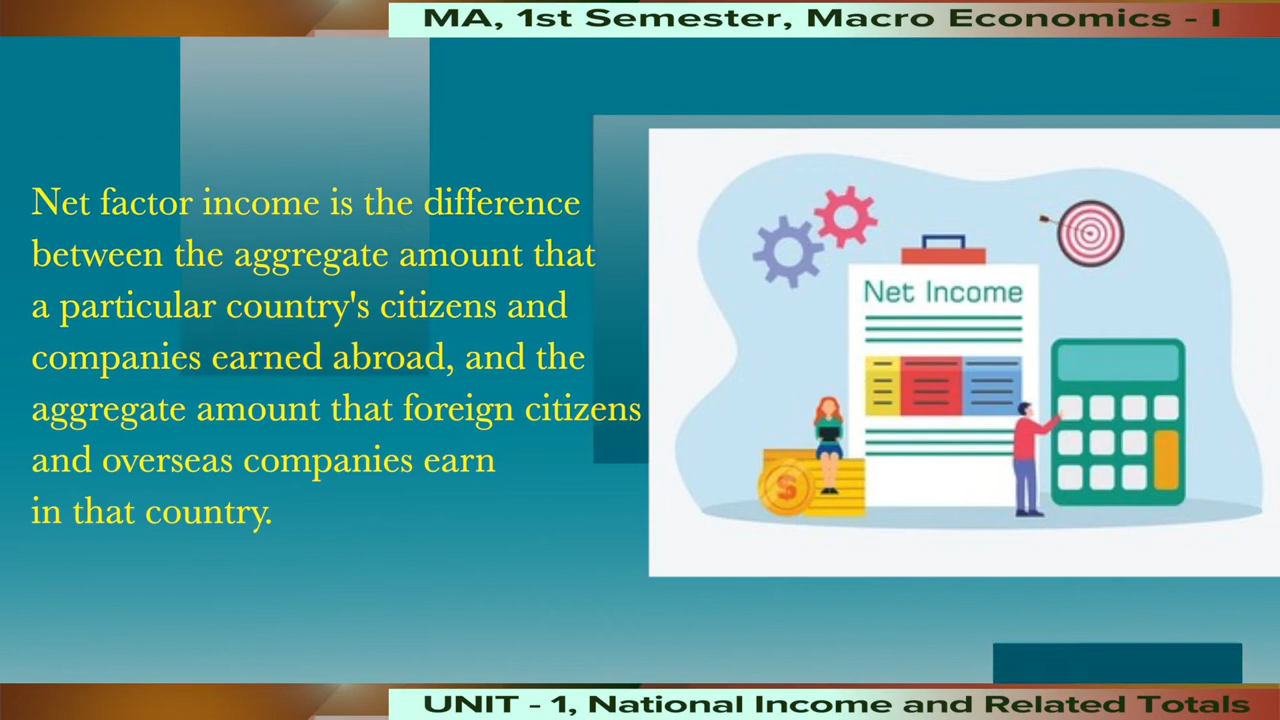 MA, 1st Semester, Macro Economics - I
Net factor income is the difference
between the aggregate amount that
a particular country's citizens and
companies earned abroad, and the
aggregate amount that foreign citizens
and overseas companies earn
in that country.
Net Income
$
UNIT - 1, National Income and Related Totals